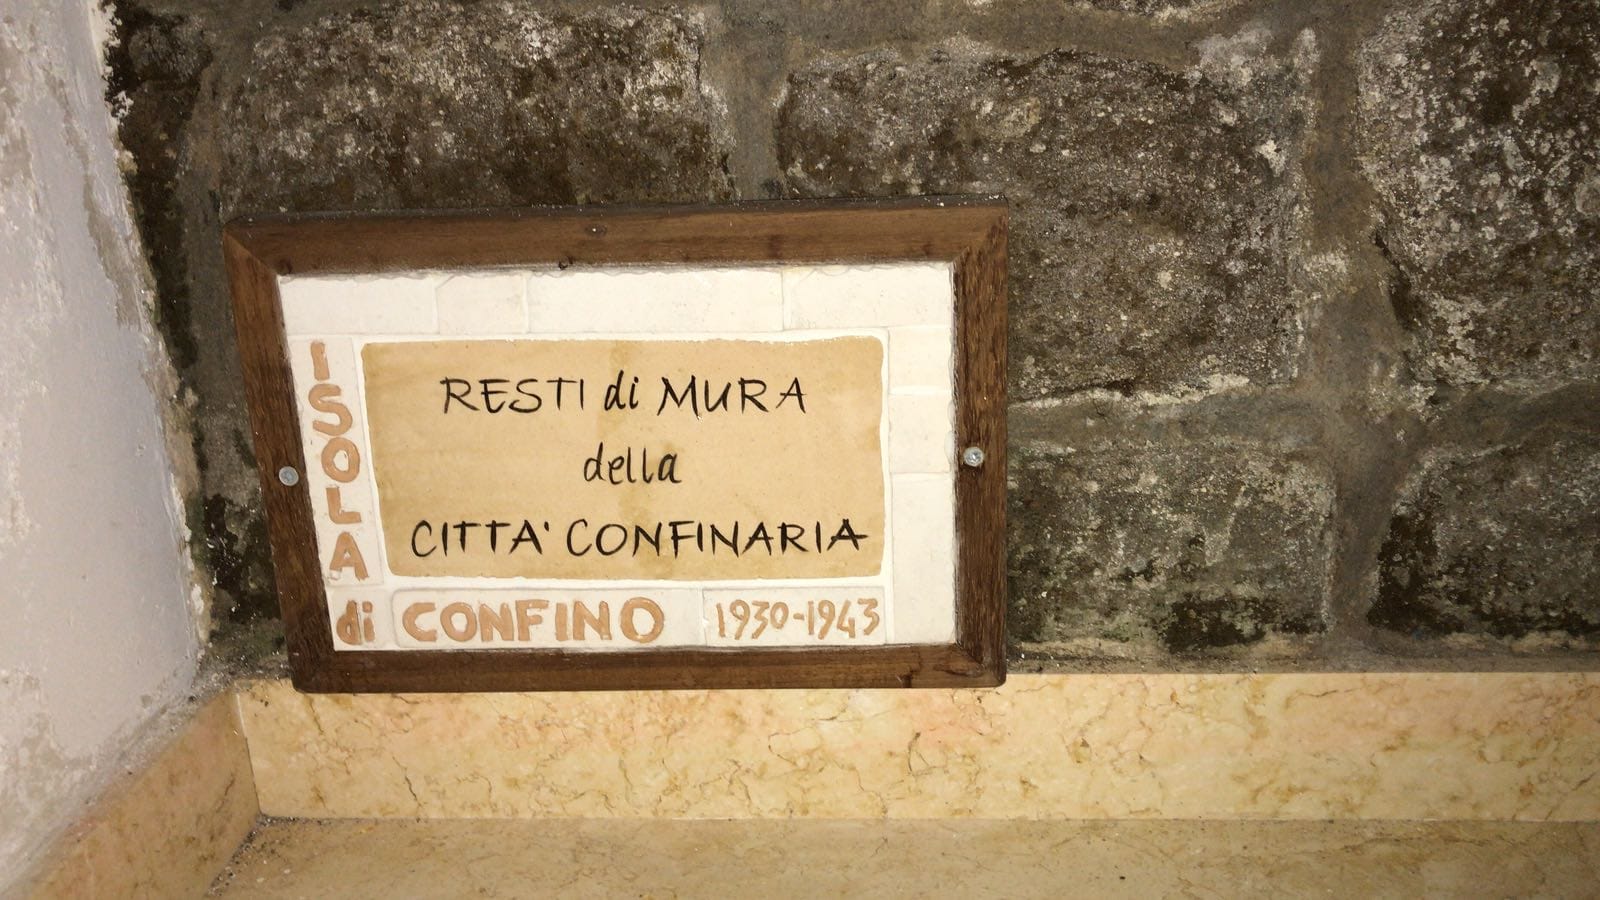 RESTI di MURA
della
CITTA' CONFINARIA
ISOLA
di CONFINO 1930-1943